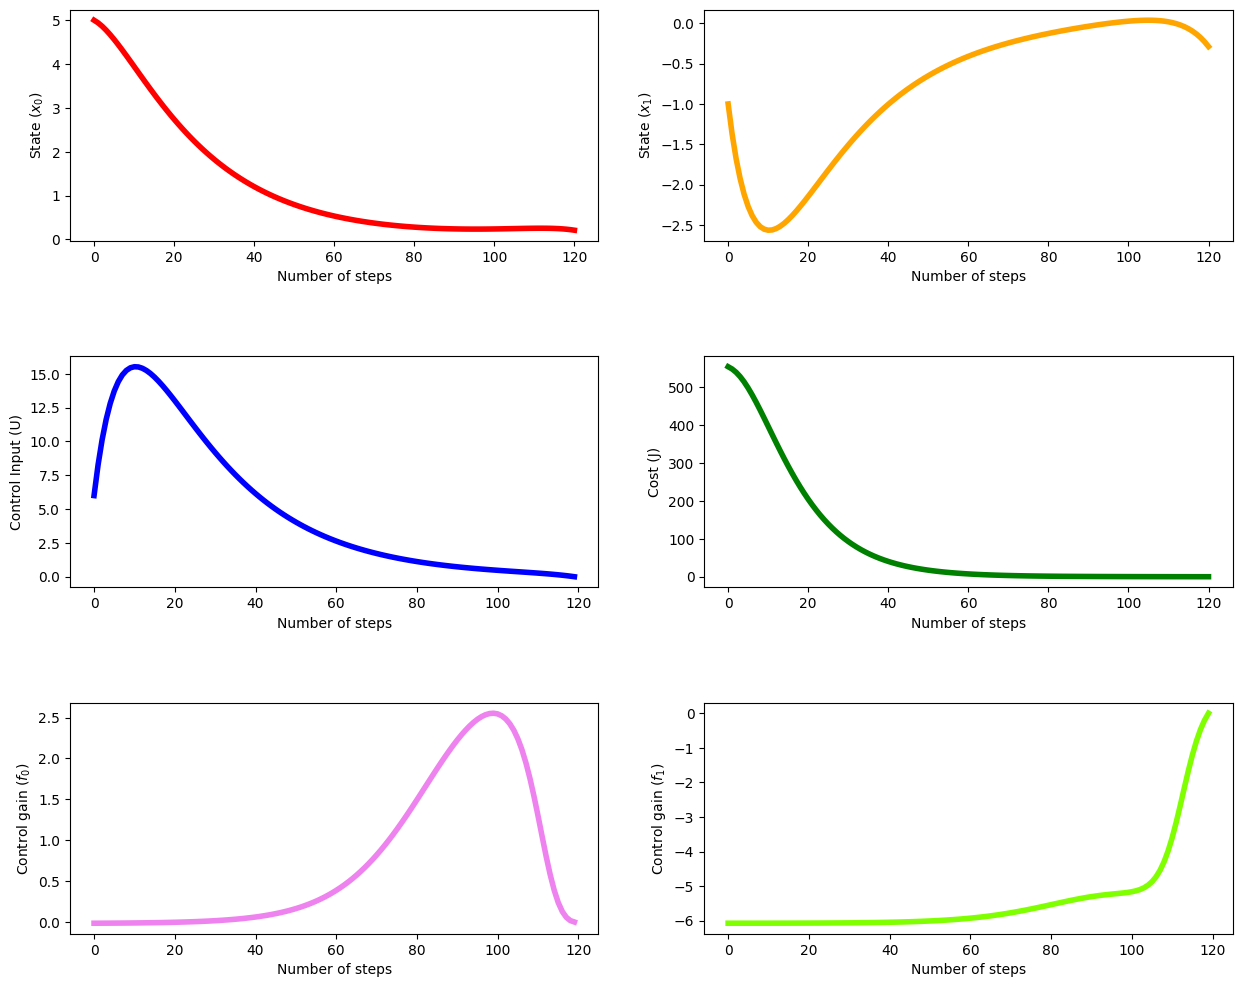 5
4
3
2
1
0
State (x₀)
0 20 40 60 80 100 120
Number of steps
0.0
−0.5
−1.0
−1.5
−2.0
−2.5
State (x₁)
0 20 40 60 80 100 120
Number of steps
15.0
12.5
10.0
7.5
5.0
2.5
0.0
Control Input (U)
0 20 40 60 80 100 120
Number of steps
500
400
300
200
100
0
Cost (J)
0 20 40 60 80 100 120
Number of steps
2.5
2.0
1.5
1.0
0.5
0.0
Control gain (f₀)
0 20 40 60 80 100 120
Number of steps
0
−1
−2
−3
−4
−5
−6
Control gain (f₁)
0 20 40 60 80 100 120
Number of steps